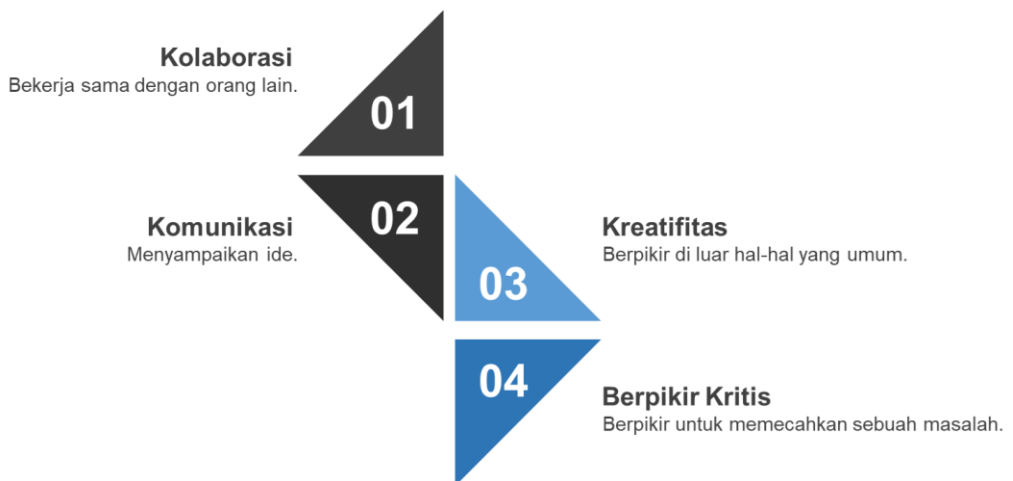 Kolaborasi
Bekerja sama dengan orang lain.
01
Komunikasi
Menyampaikan ide.
02
03
Kreatifitas
Berpikir di luar hal-hal yang umum.
04
Berpikir Kritis
Berpikir untuk memecahkan sebuah masalah.